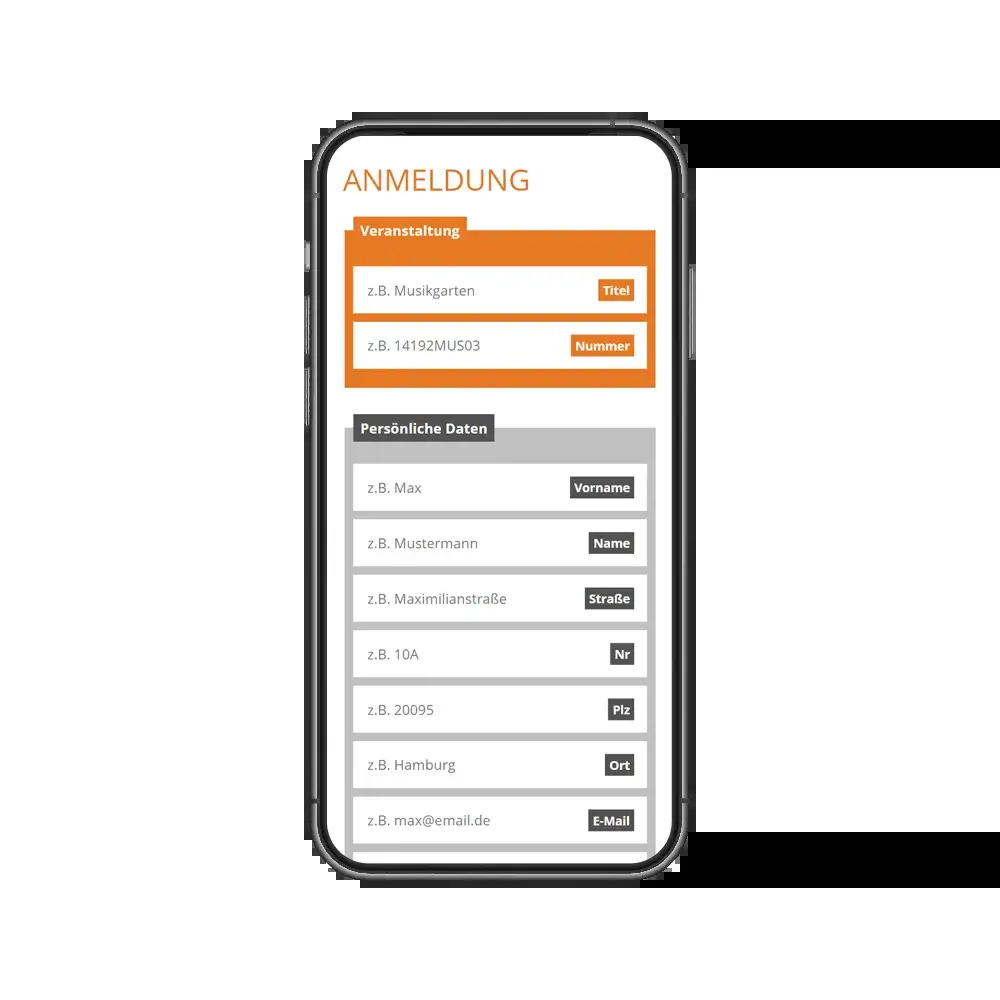 ANMELDUNG
Veranstaltung
z.B. Musikgarten Titel
z.B. 14192MUS03 Nummer
Persönliche Daten
z.B. Max Vorname
z.B. Mustermann Name
z.B. Maximilianstraße Straße
z.B. 10A Nr
z.B. 20095 Plz
z.B. Hamburg Ort
z.B. max@email.de E-Mail